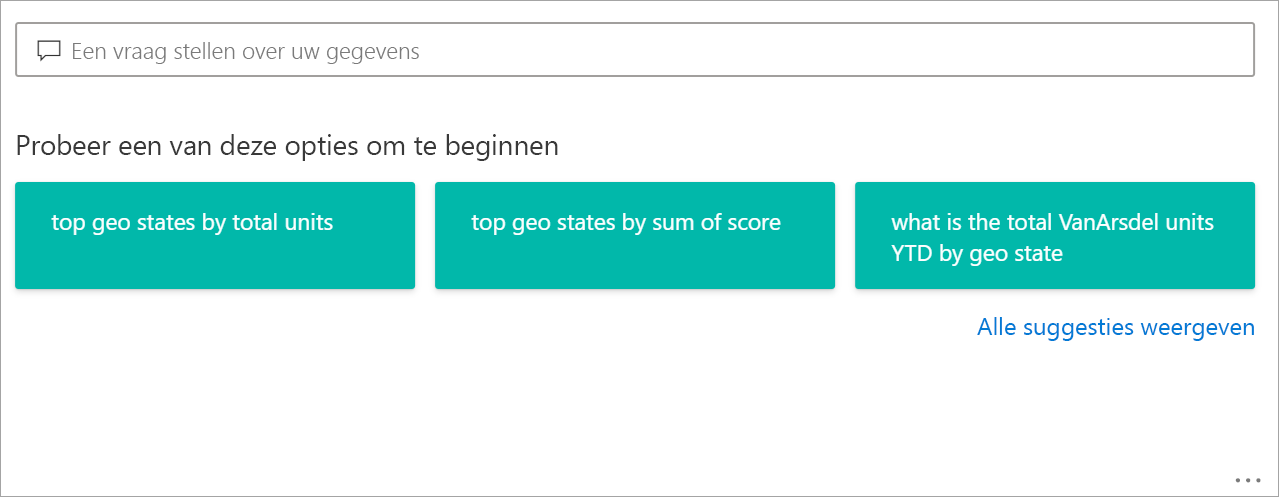 Een vraag stellen over uw gegevens
Probeer een van deze opties om te beginnen
top geo states by total units
top geo states by sum of score
what is the total VanArsdel units
YTD by geo state
Alle suggesties weergeven